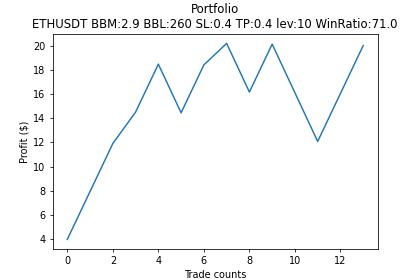 Portfolio
ETHUSDT BBM:2.9 BBL:260 SL:0.4 TP:0.4 lev:10 WinRatio:71.0
20
18
16
14
12
10
8
6
4
Profit ($)
0 2 4 6 8 10 12
Trade counts